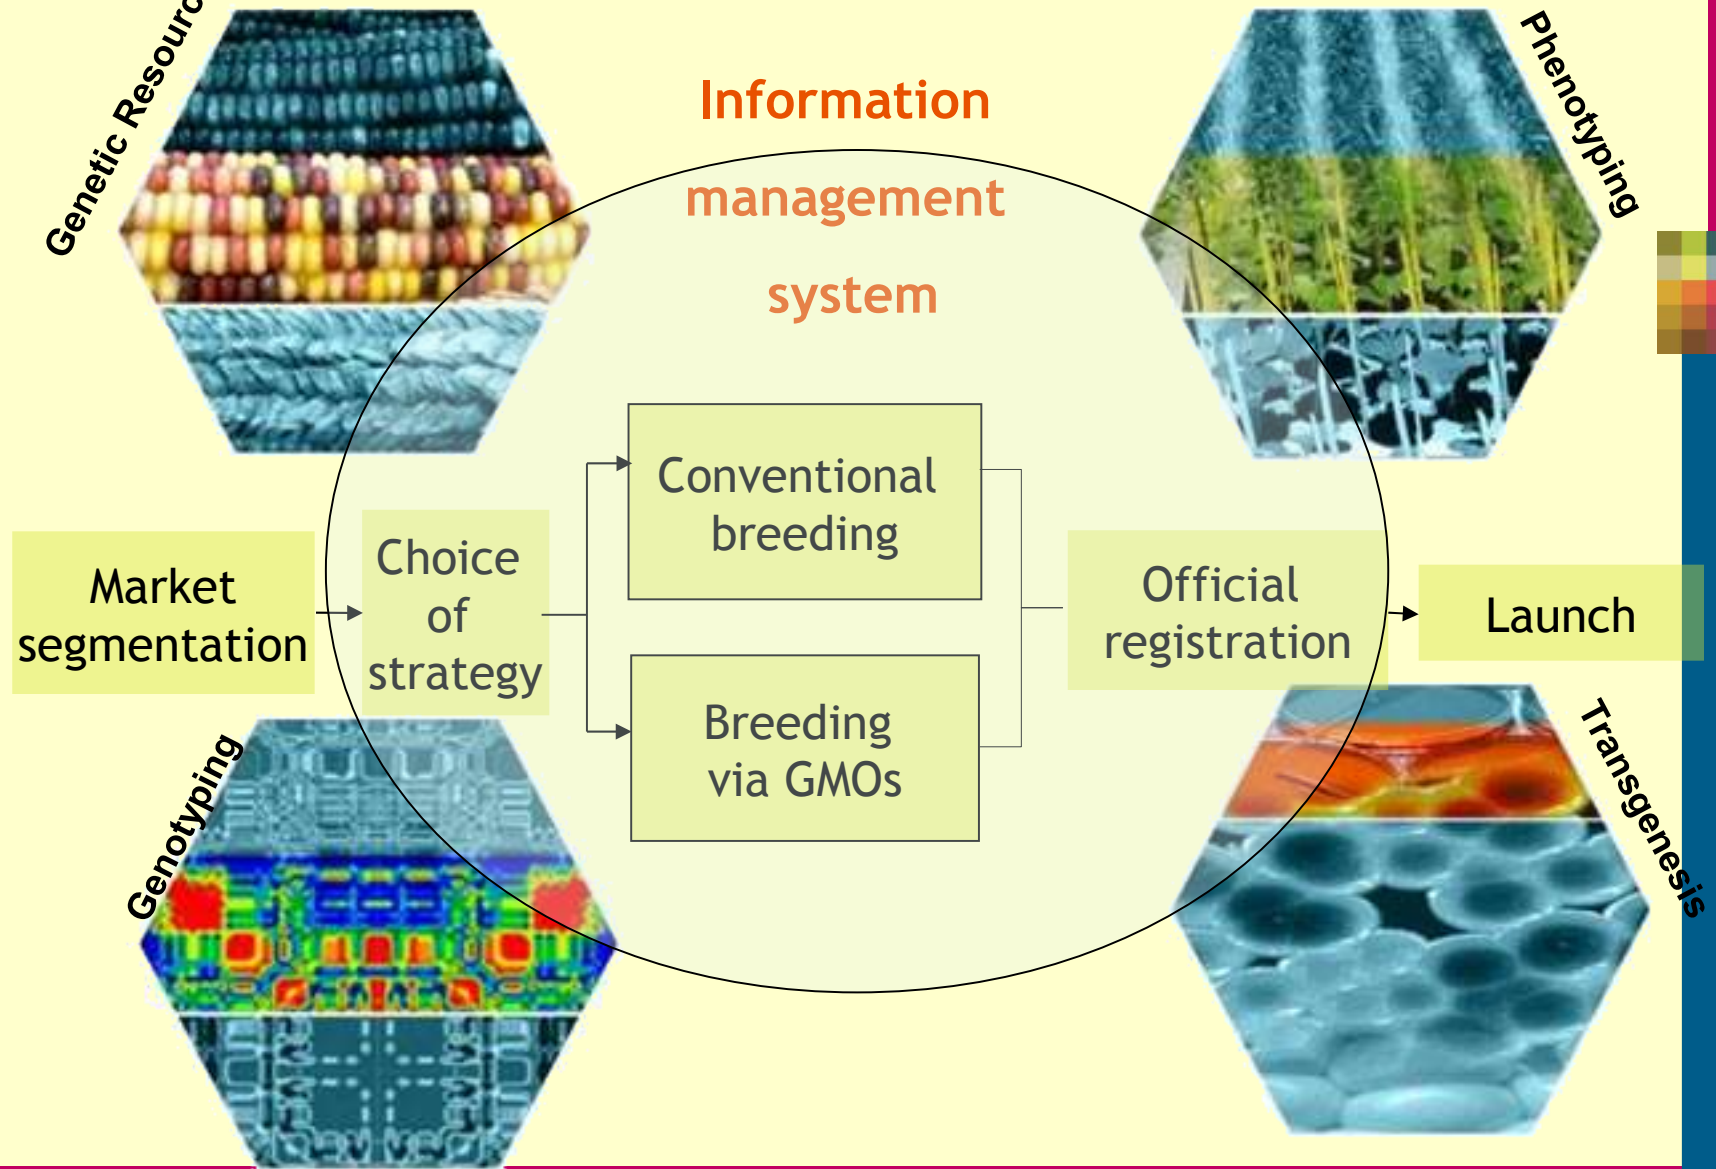 Genetic
Phenotyping
Information
management
system
Conventional
breeding
Choice
of
strategy
Market
segmentation
Official
registration
Launch
Breeding
via GMOs
Genotyping
Transgenesis